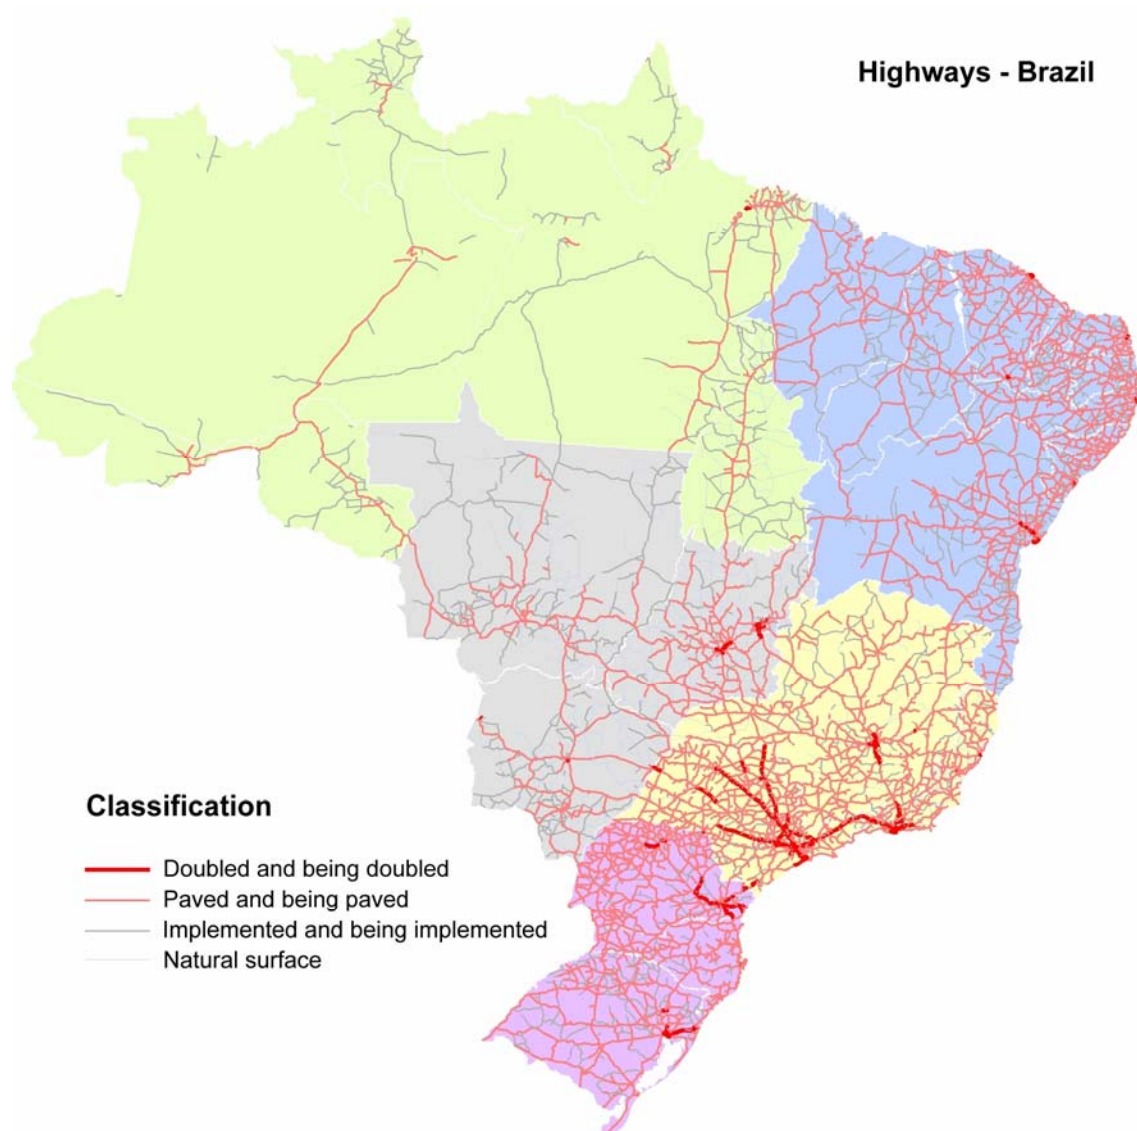 Highways - Brazil
Classification
Doubled and being doubled
Paved and being paved
Implemented and being implemented
Natural surface